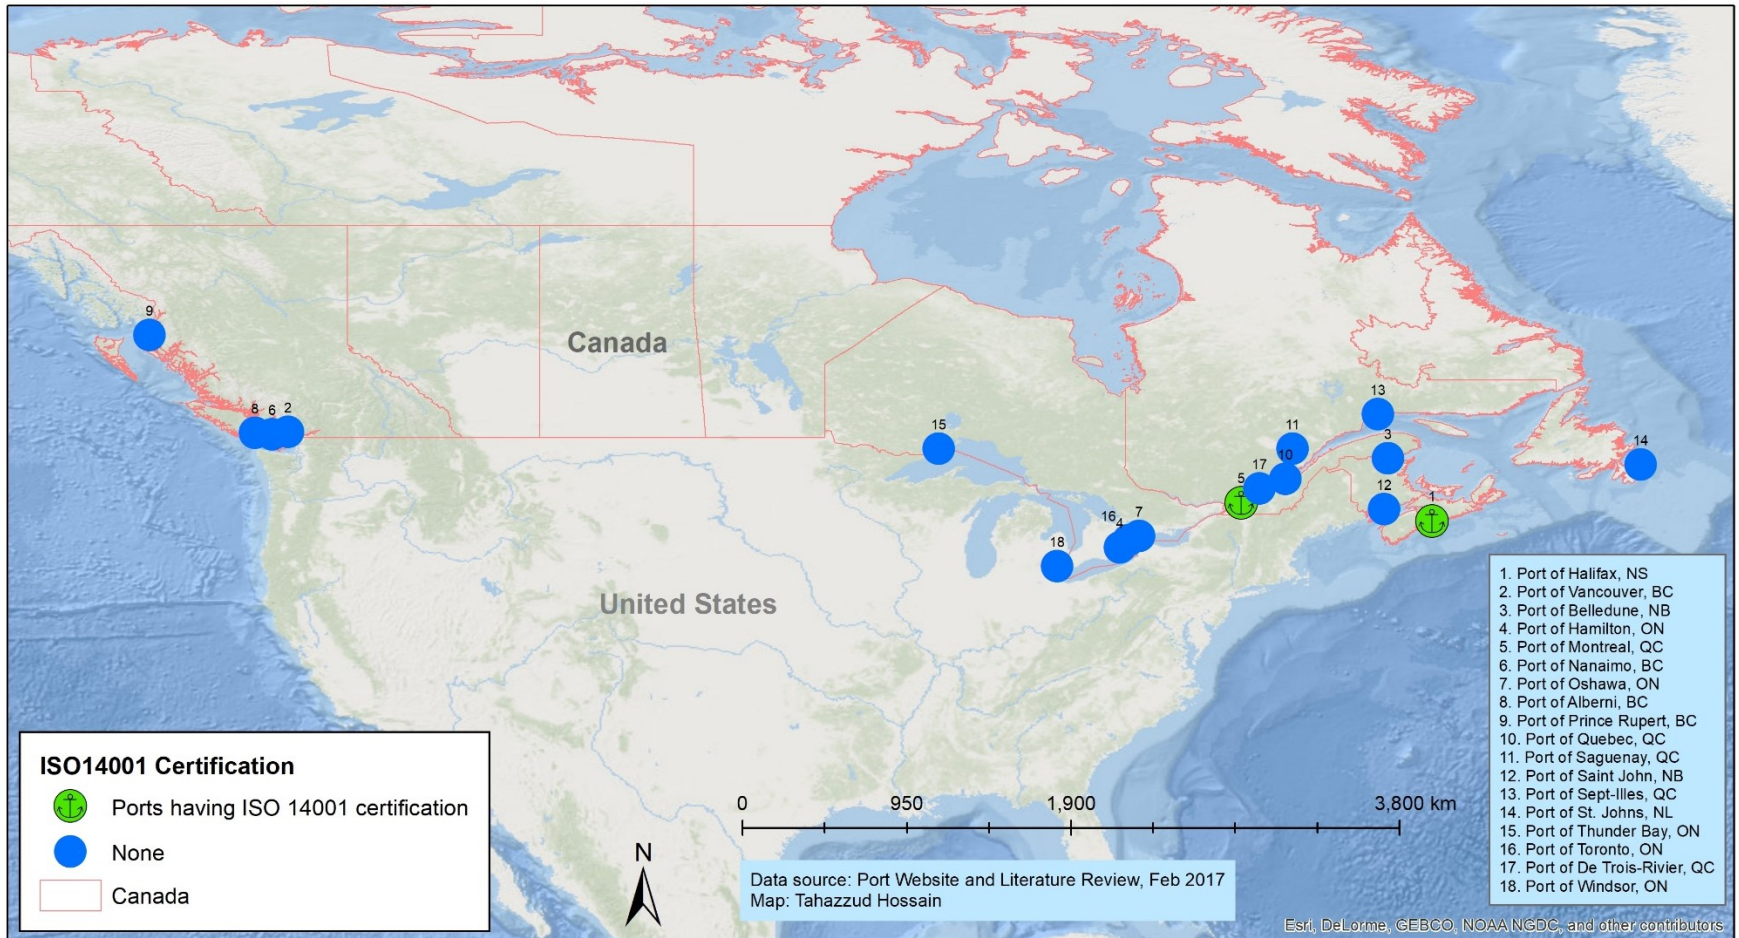 9
Canada
8 6 2
15
11
13
3
14
10
17
5
12
1
16
4
7
18
United States
1. Port of Halifax, NS
2. Port of Vancouver, BC
3. Port of Belledune, NB
4. Port of Hamilton, ON
5. Port of Montreal, QC
6. Port of Nanaimo, BC
7. Port of Oshawa, ON
8. Port of Alberni, BC
9. Port of Prince Rupert, BC
10. Port of Quebec, QC
11. Port of Saguenay, QC
12. Port of Saint John, NB
13. Port of Sept-Illes, QC
14. Port of St. Johns, NL
15. Port of Thunder Bay, ON
16. Port of Toronto, ON
17. Port of De Trois-Rivier, QC
18. Port of Windsor, ON
ISO14001 Certification
Ports having ISO 14001 certification
None
Canada
N
0 950 1,900 3,800 km
Data source: Port Website and Literature Review, Feb 2017
Map: Tahazzud Hossain
Esri, DeLorme, GEBCO, NOAA NGDC, and other contributors